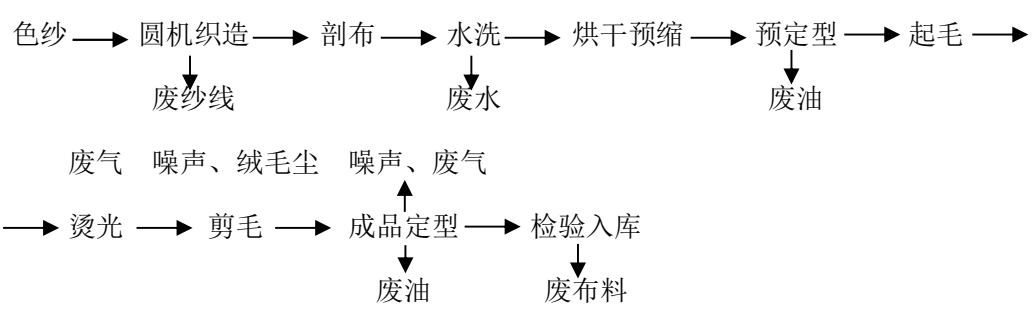 色纱 圆机织造 剖布 水洗 烘干预缩 预定型 起毛
废纱线 废水 废油
废气 噪声、绒毛尘 噪声、废气
烫光 剪毛 成品定型 检验入库
废油 废布料